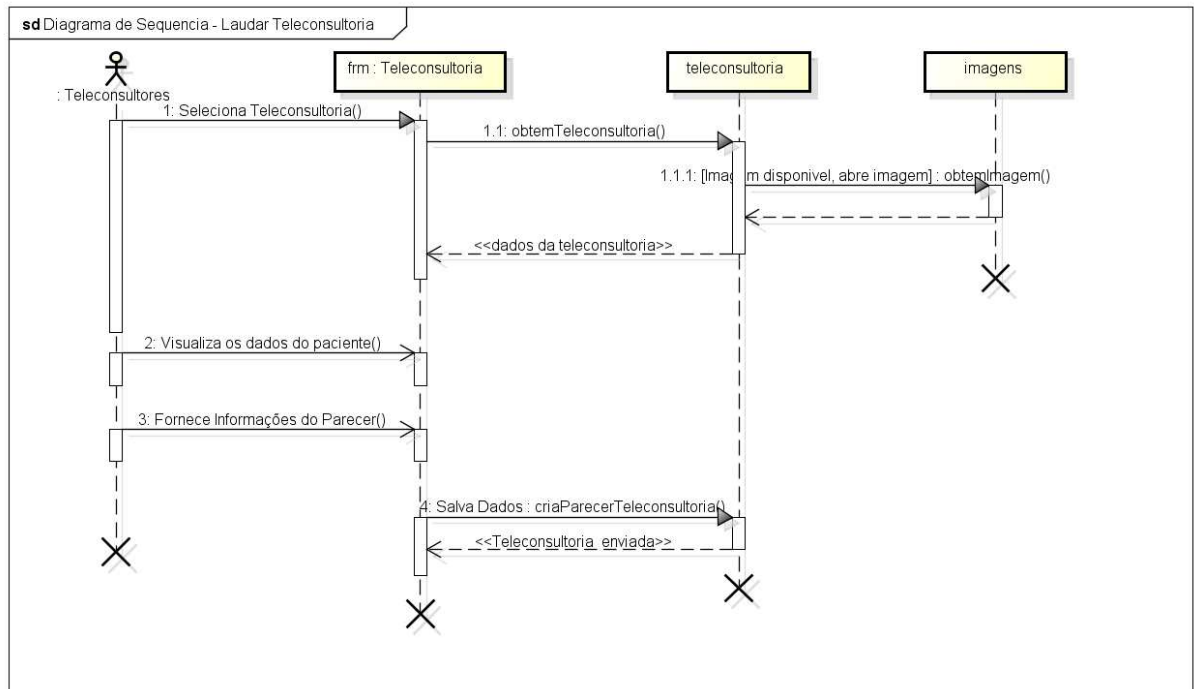 sd Diagrama de Sequencia - Laudar Teleconsultoria
: Teleconsultores
frm : Teleconsultoria
teleconsultoria
imagens
1: Seleciona Teleconsultoria()
1.1: obtemTeleconsultoria()
1.1.1: [Imagem disponivel, abre imagem] : obtemImagem()
<<dados da teleconsultoria>>
2: Visualiza os dados do paciente()
3: Fornece Informações do Parecer()
4: Salva Dados : criaParecerTeleconsultoria()
<<Teleconsultoria enviada>>